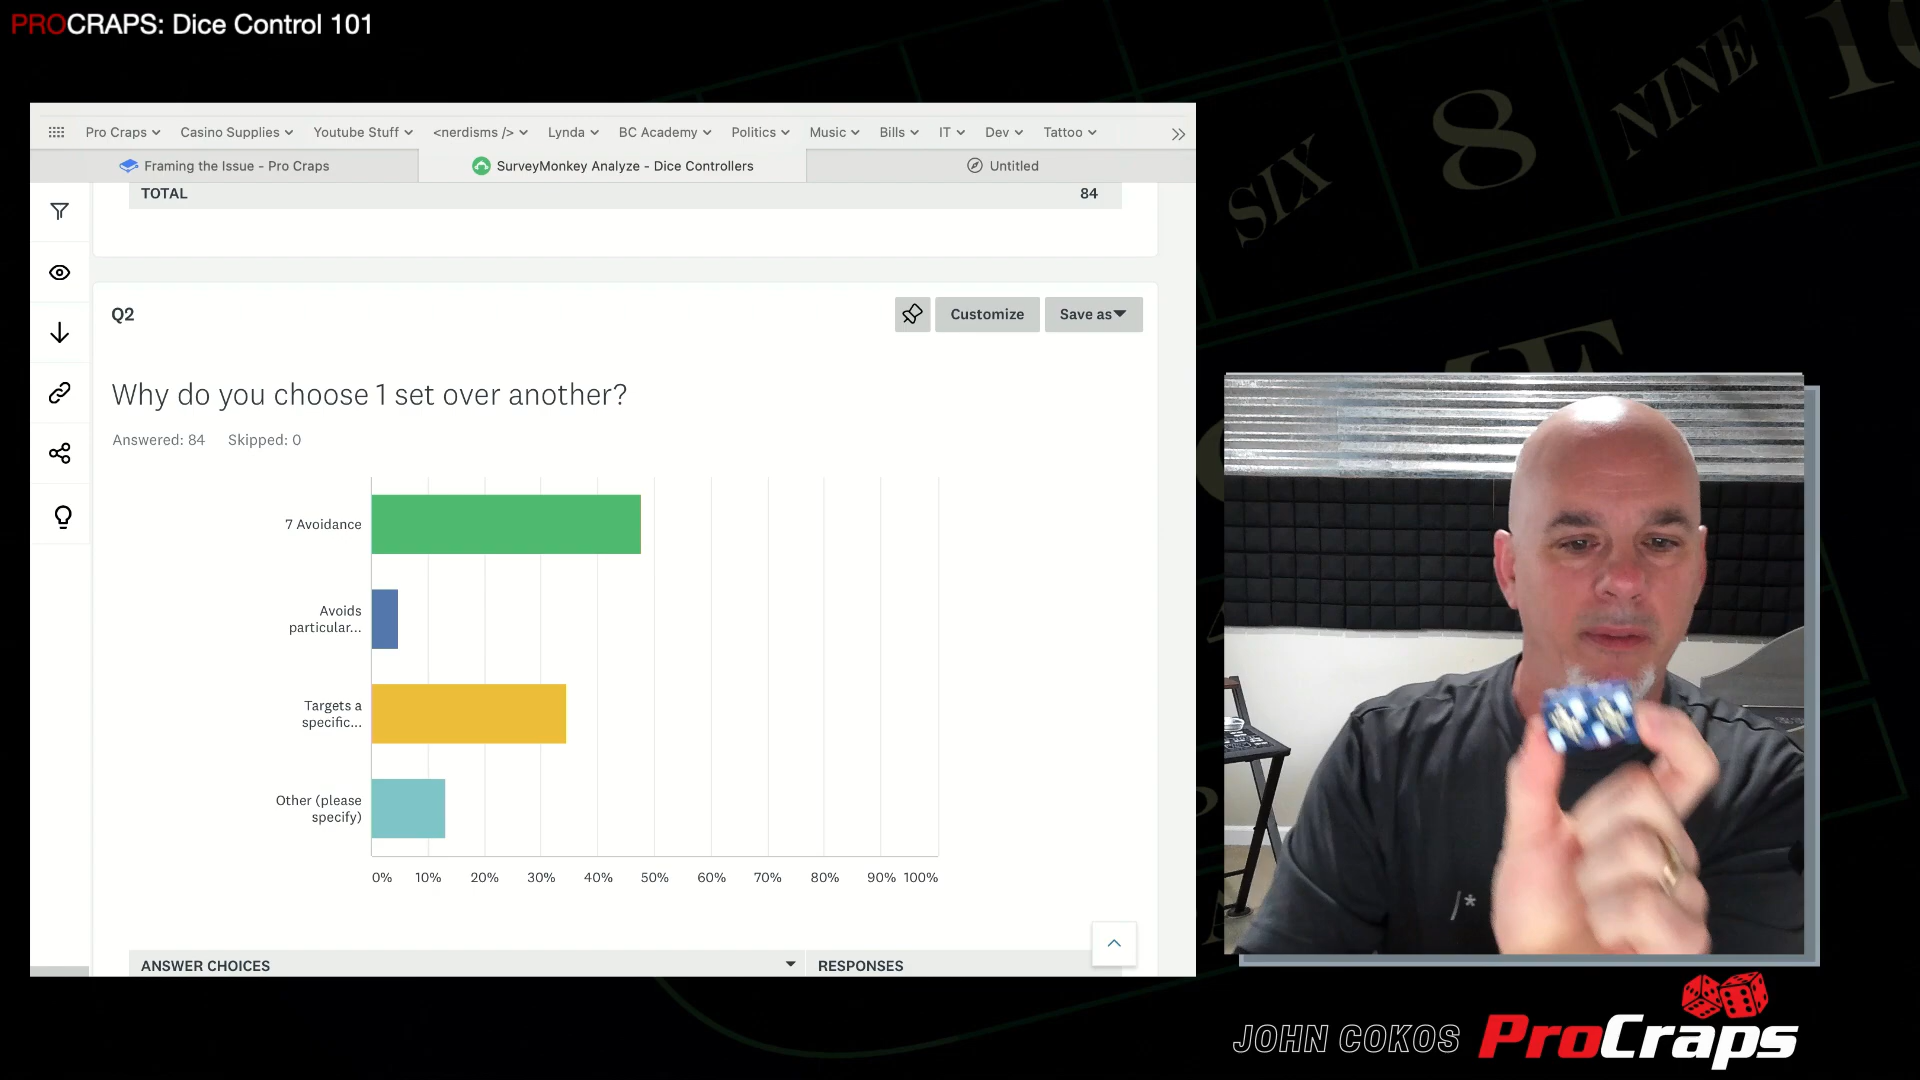 PROCRAPS: Dice Control 101
SIX
8
NINE
10
Pro Craps Casino Supplies Youtube Stuff <nerdisms /> Lynda BC Academy Politics Music Bills IT Dev Tattoo
Framing the Issue - Pro Craps SurveyMonkey Analyze - Dice Controllers Untitled
TOTAL 84
Q2 Customize Save as
Why do you choose 1 set over another?
Answered: 84 Skipped: 0
7 Avoidance
Avoids
particular...
Targets a
specific...
Other (please
specify)
0% 10% 20% 30% 40% 50% 60% 70% 80% 90% 100%
ANSWER CHOICES RESPONSES
/*
JOHN COKOS ProCraps